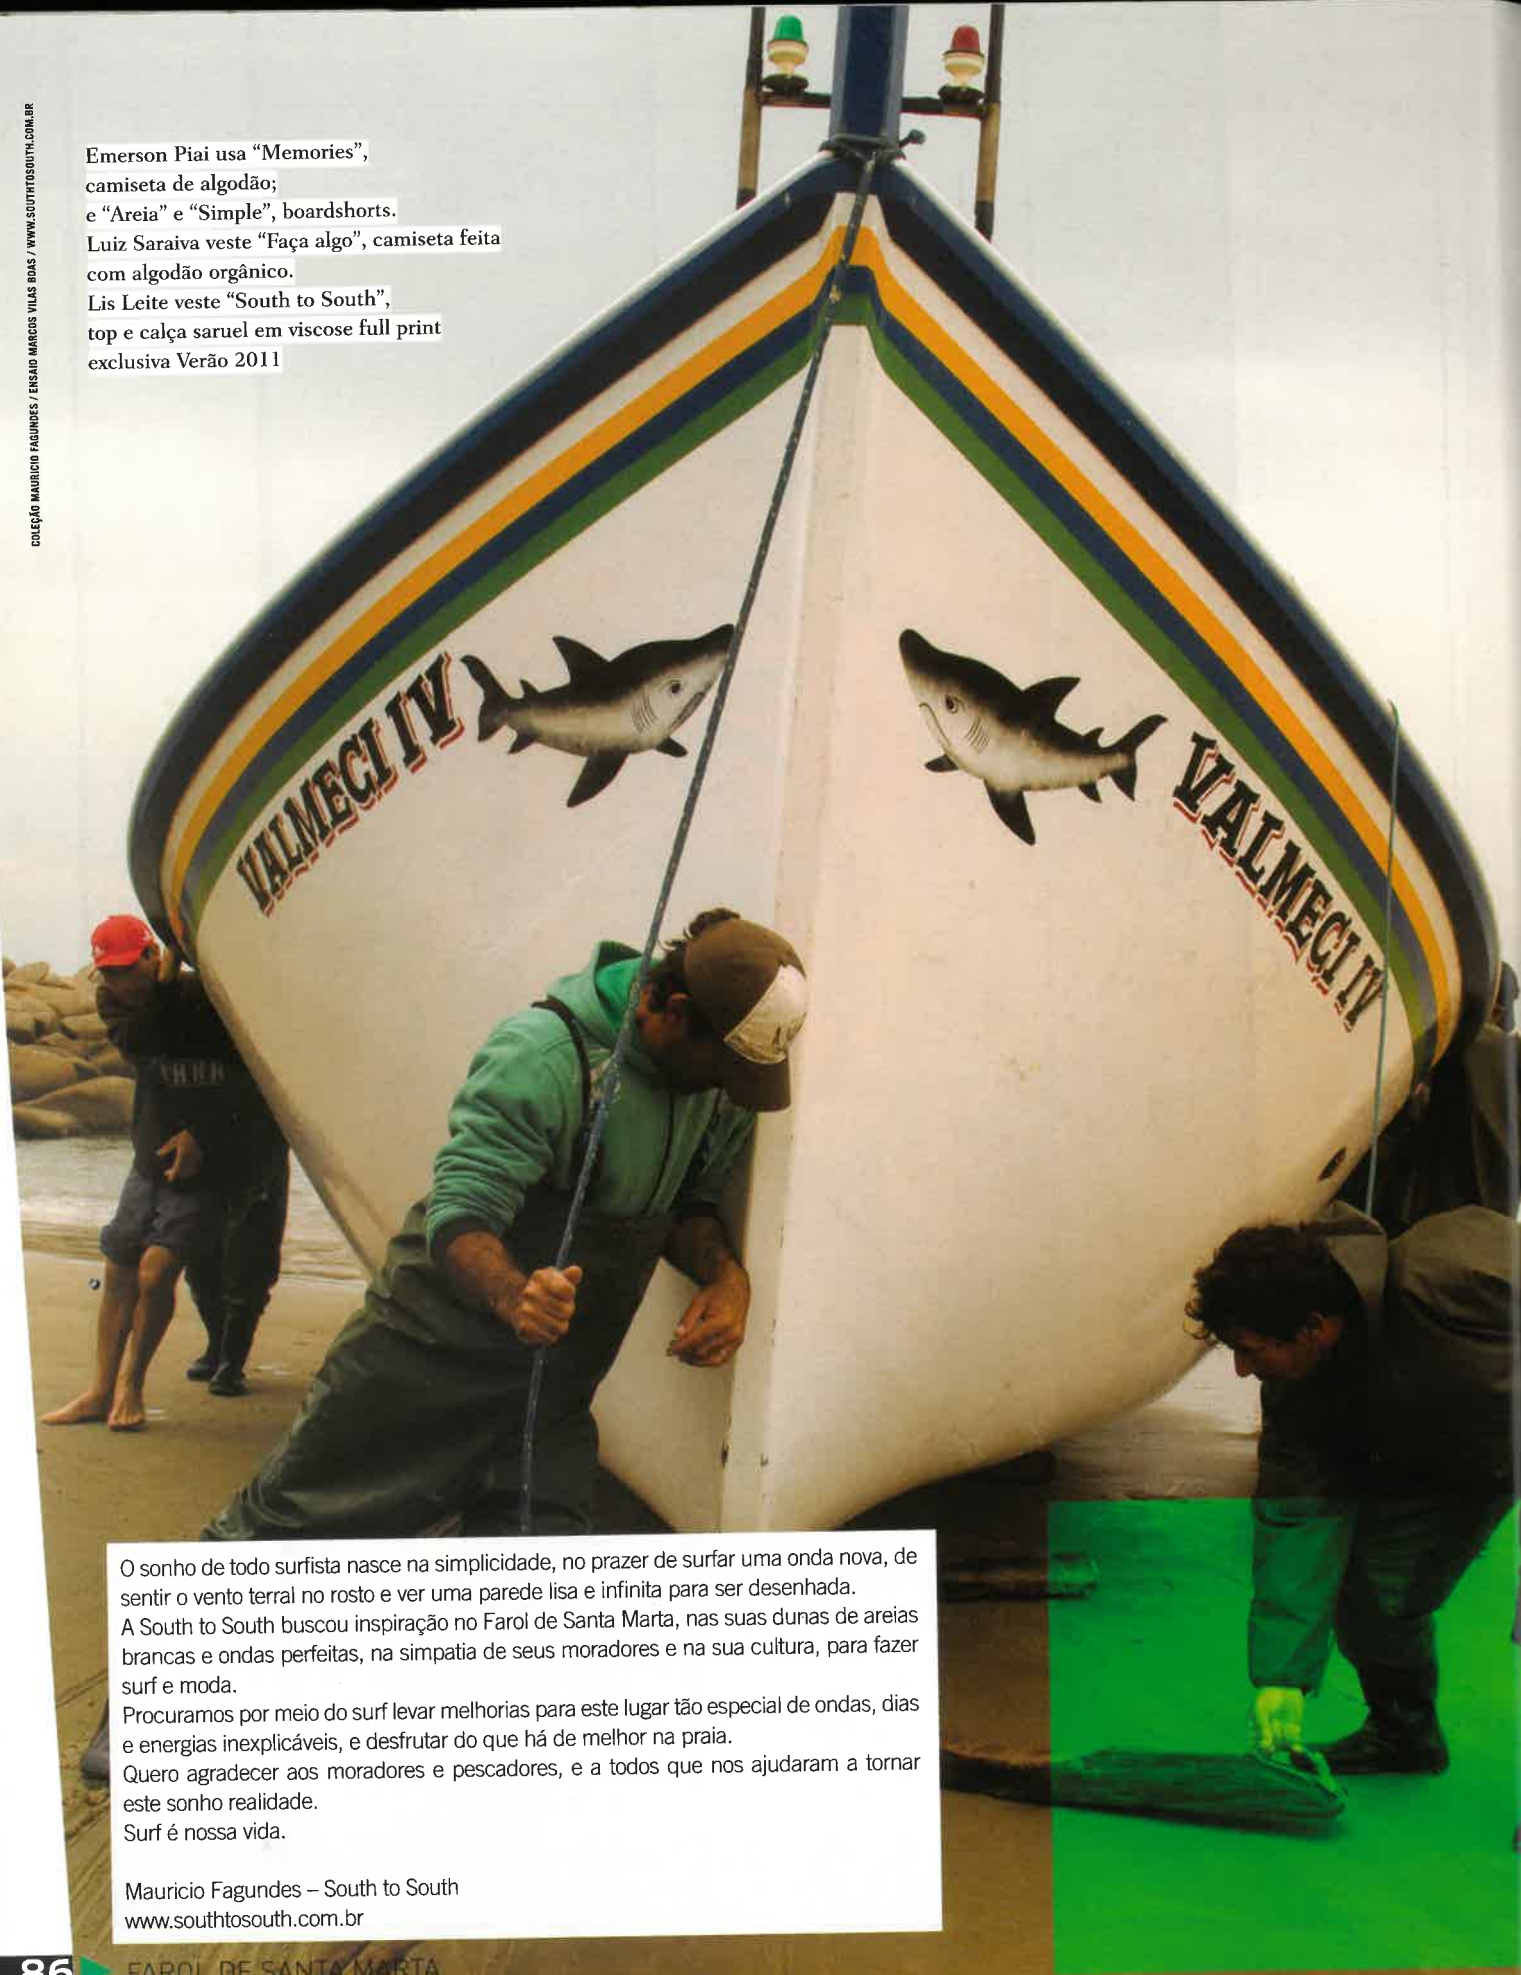 COLEÇÃO MAURICIO FAGUNDES / ENSAIO MARCOS VILAS BOAS / WWW.SOUTHTOSOUTH.COM.BR
Emerson Piai usa “Memories”,
camiseta de algodão;
e “Areia” e “Simple”, boardshorts.
Luiz Saraiva veste “Faça algo”, camiseta feita
com algodão orgânico.
Lis Leite veste “South to South”,
top e calça saruel em viscose full print
exclusiva Verão 2011
VALMECI IV
VALMECI IV
O sonho de todo surfista nasce na simplicidade, no prazer de surfar uma onda nova, de
sentir o vento terral no rosto e ver uma parede lisa e infinita para ser desenhada.
A South to South buscou inspiração no Farol de Santa Marta, nas suas dunas de areias
brancas e ondas perfeitas, na simpatia de seus moradores e na sua cultura, para fazer
surf e moda.
Procuramos por meio do surf levar melhorias para este lugar tão especial de ondas, dias
e energias inexplicáveis, e desfrutar do que há de melhor na praia.
Quero agradecer aos moradores e pescadores, e a todos que nos ajudaram a tornar
este sonho realidade.
Surf é nossa vida.
Mauricio Fagundes – South to South
www.southtosouth.com.br
86 FAROL DE SANTA MARTA